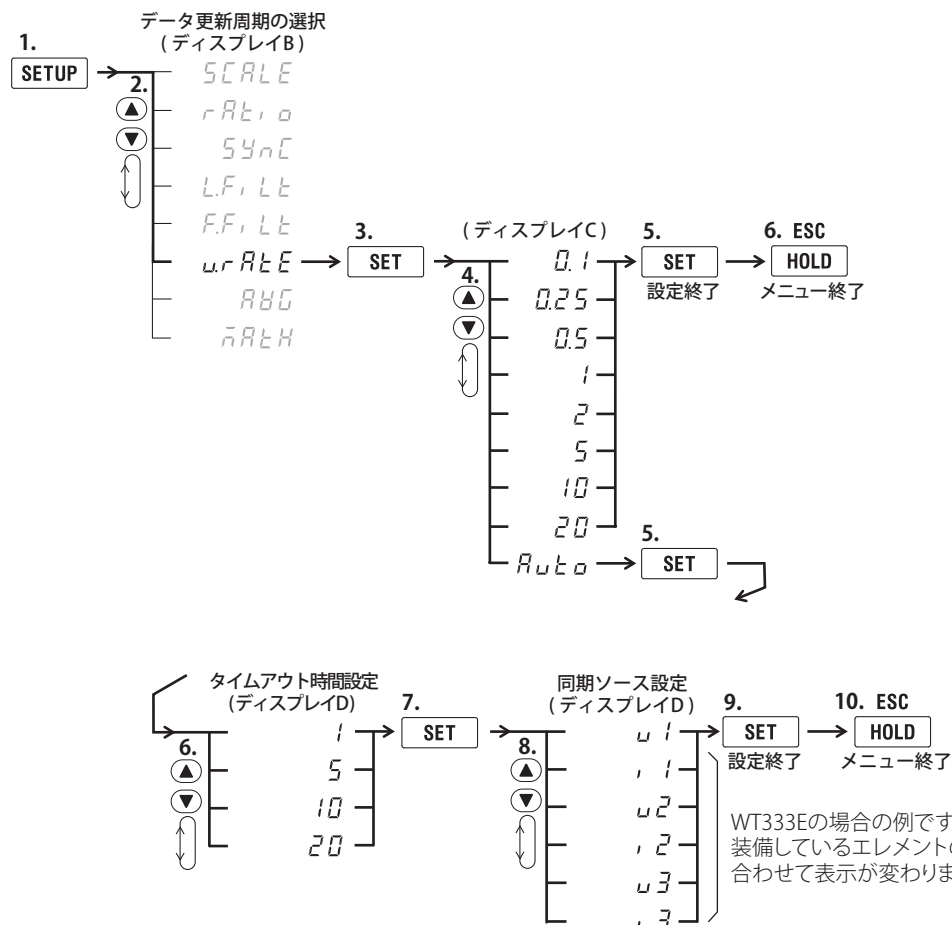 データ更新周期の選択
(ディスプレイB)
1.
SETUP
2.
SCALE
rAtio
SYnC
L.FiLt
F.FiLt
u.rAtE
AVG
mAtH
3.
SET
(ディスプレイC)
4.
0.1
0.25
0.5
1
2
5
10
20
Auto
5.
SET
設定終了
6. ESC
HOLD
メニュー終了
5.
SET
タイムアウト時間設定
(ディスプレイD)
6.
1
5
10
20
7.
SET
同期ソース設定
(ディスプレイD)
8.
u1
i1
u2
i2
u3
i3
9.
SET
設定終了
10. ESC
HOLD
メニュー終了
WT333Eの場合の例です
装備しているエレメント
合わせて表示が変わりま